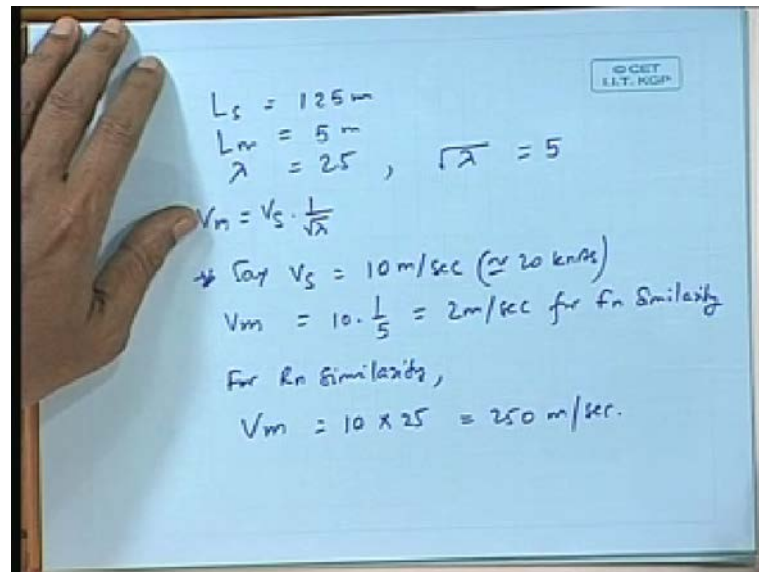 © CET
I.I.T. KGP
Ls = 125 m
Lm = 5 m
λ = 25 , √λ = 5
Vm = Vs · 1/√λ
Say Vs = 10 m/sec (≃ 20 knots)
Vm = 10 · 1/5 = 2 m/sec for Fn Similarity
For Rn Similarity,
Vm = 10 × 25 = 250 m/sec.